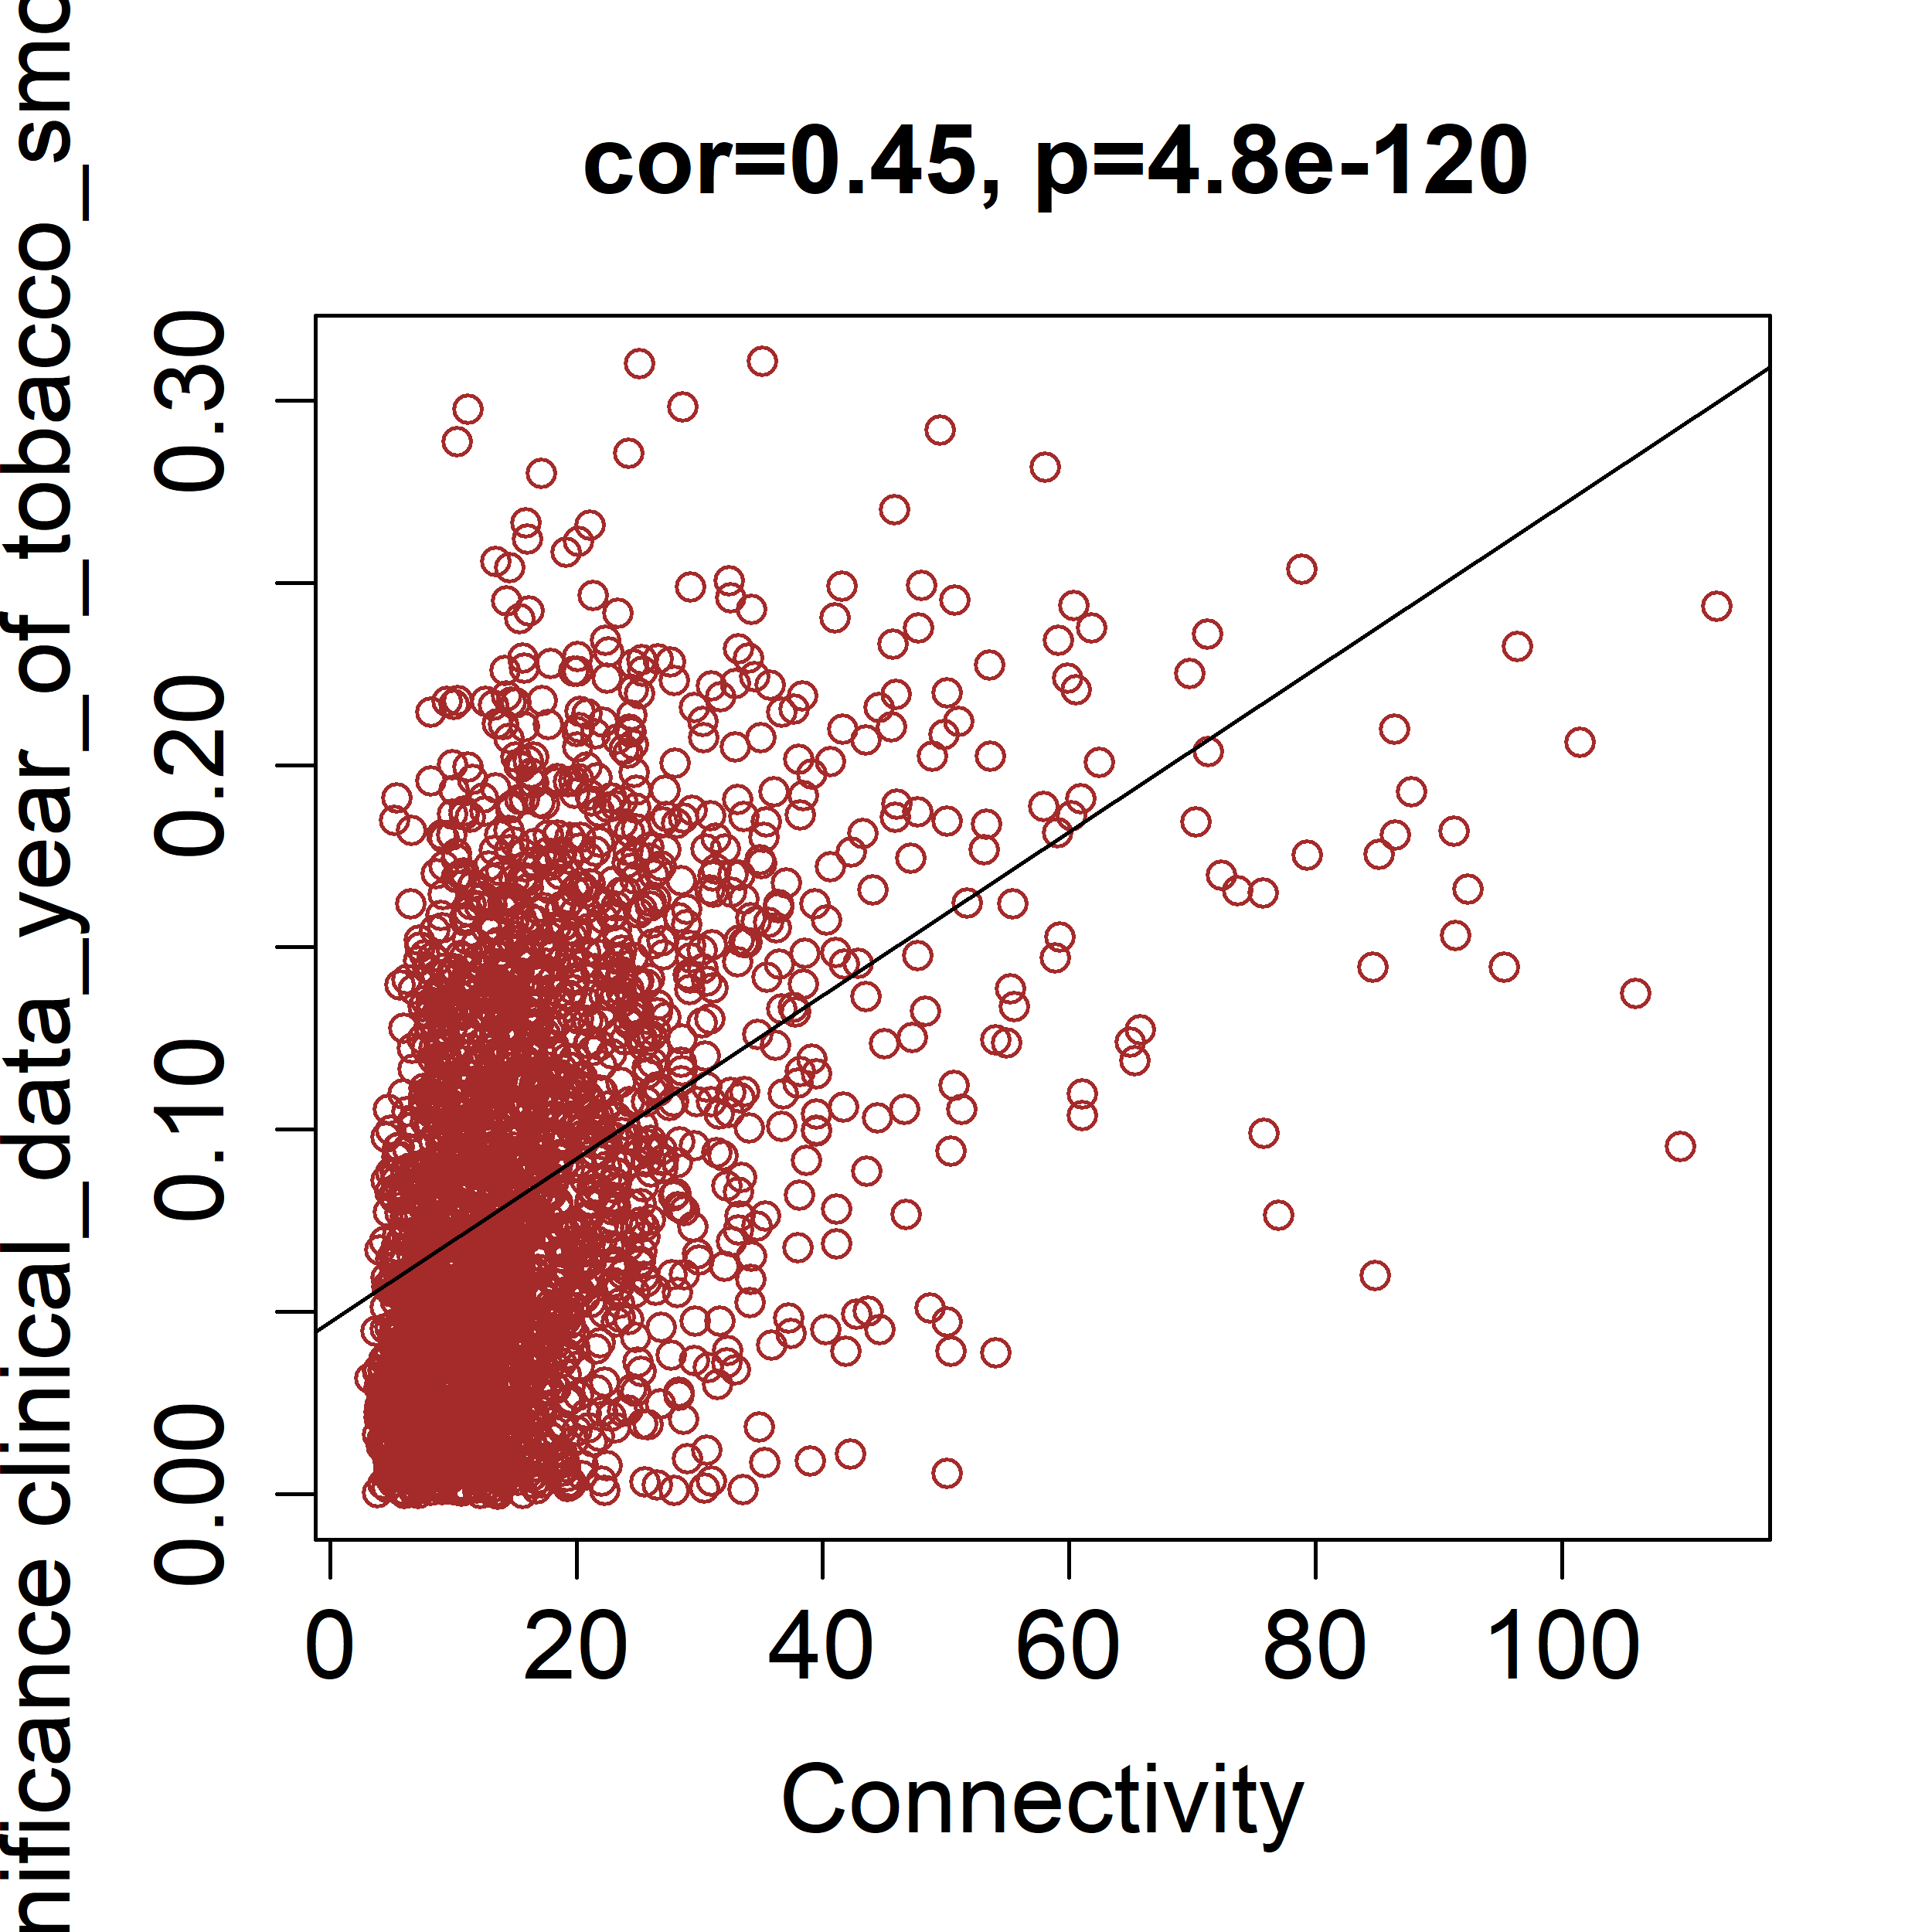 cor=0.45, p=4.8e-120
nificance clinical_data_year_of_tobacco_smo
0.30
0.20
0.10
0.00
0 20 40 60 80 100
Connectivity